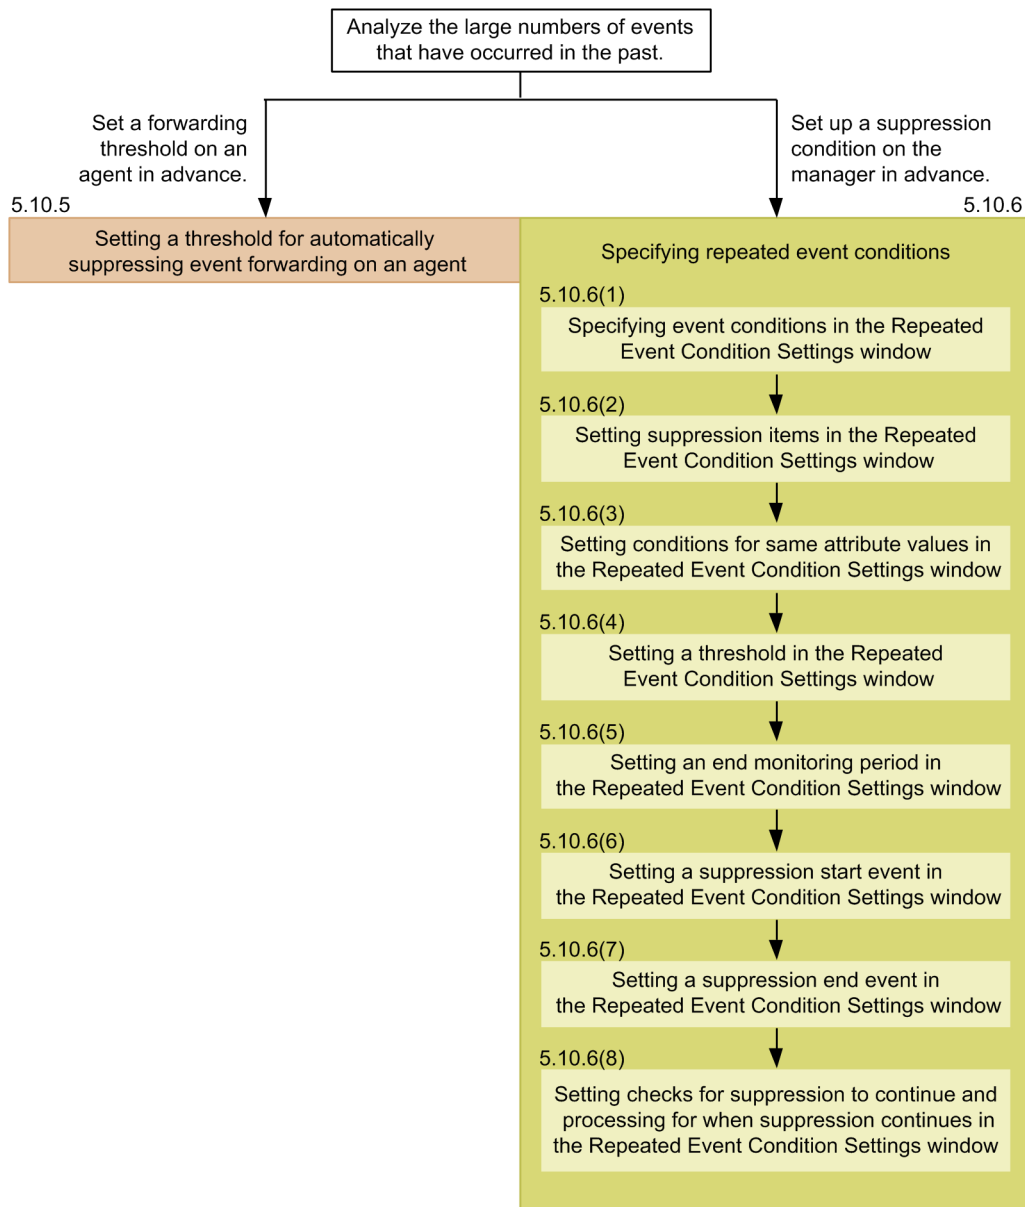 Analyze the large numbers of events
that have occurred in the past.
Set a forwarding
threshold on an
agent in advance.
Set up a suppression
condition on the
manager in advance.
5.10.5
5.10.6
Setting a threshold for automatically
suppressing event forwarding on an agent
Specifying repeated event conditions
5.10.6(1)
Specifying event conditions in the Repeated
Event Condition Settings window
5.10.6(2)
Setting suppression items in the Repeated
Event Condition Settings window
5.10.6(3)
Setting conditions for same attribute values in
the Repeated Event Condition Settings window
5.10.6(4)
Setting a threshold in the Repeated
Event Condition Settings window
5.10.6(5)
Setting an end monitoring period in
the Repeated Event Condition Settings window
5.10.6(6)
Setting a suppression start event in
the Repeated Event Condition Settings window
5.10.6(7)
Setting a suppression end event in
the Repeated Event Condition Settings window
5.10.6(8)
Setting checks for suppression to continue and
processing for when suppression continues in
the Repeated Event Condition Settings window